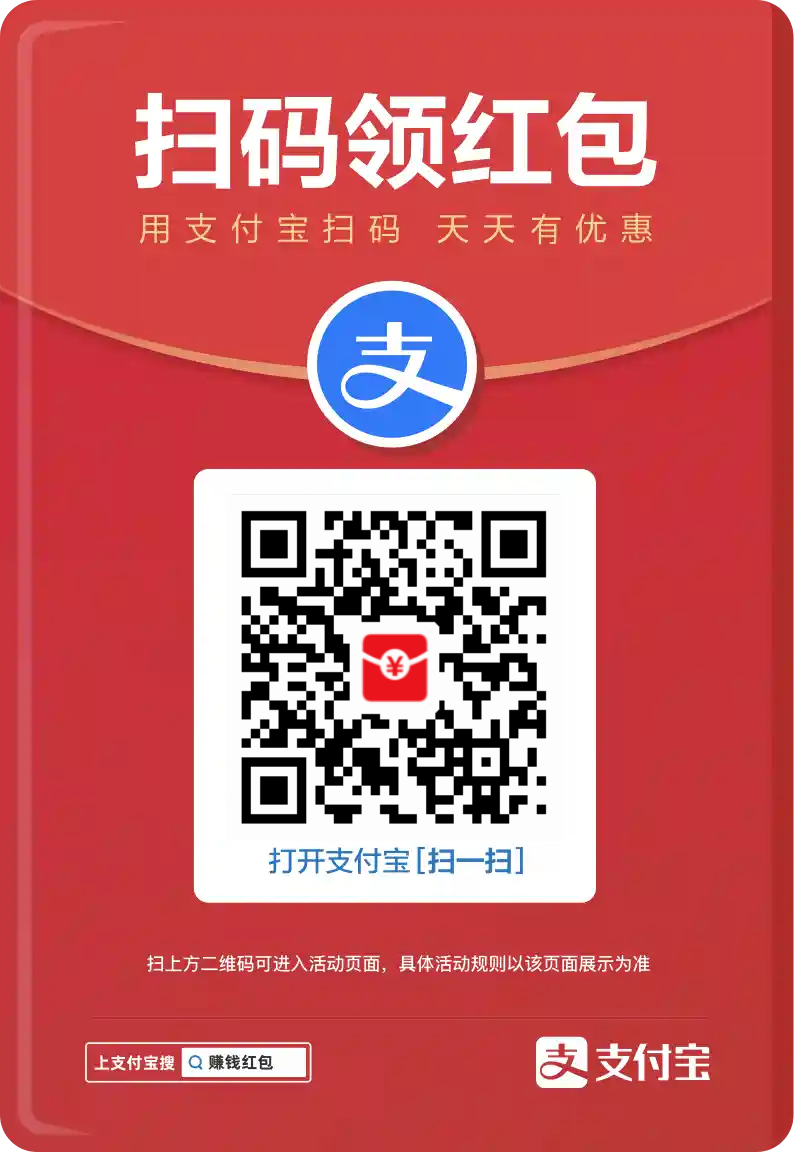 扫码领红包
用支付宝扫码 天天有优惠
支
¥
打开支付宝[扫一扫]
扫上方二维码可进入活动页面，具体活动规则以该页面展示为准
上支付宝搜 赚钱红包
支 支付宝